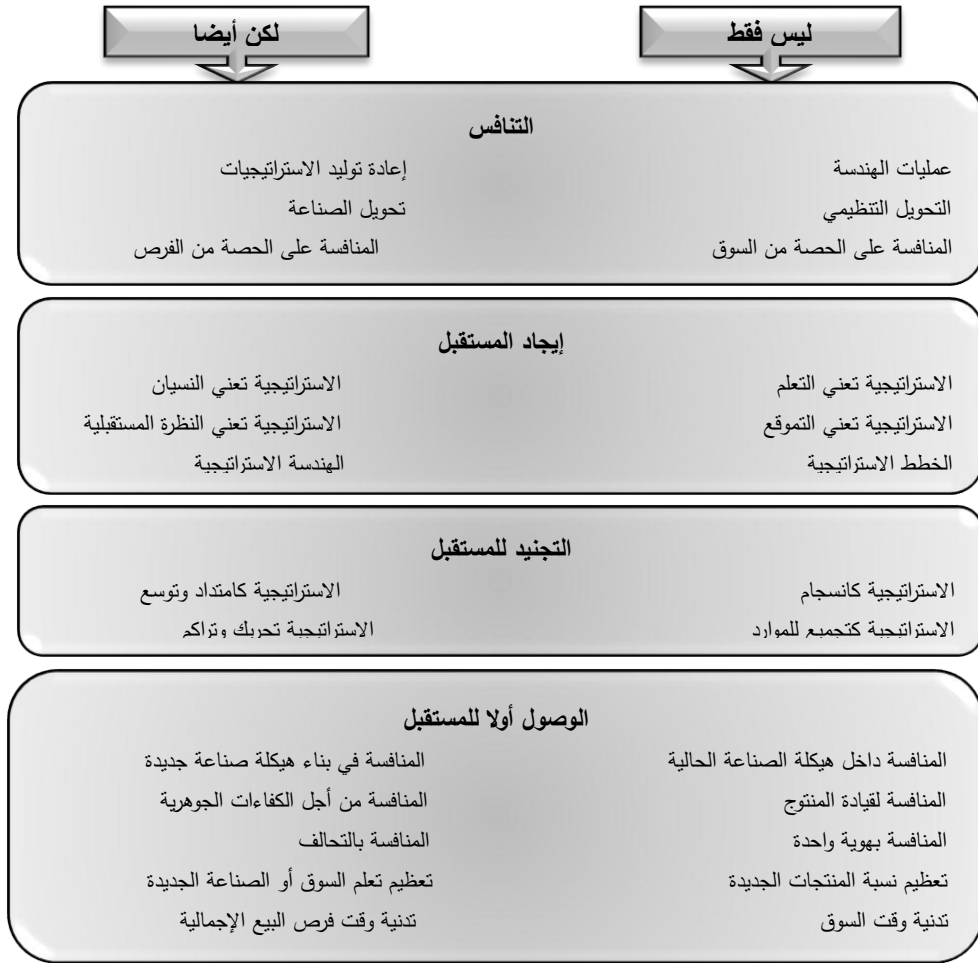 ليس فقط
لكن أيضا
التنافس
عمليات الهندسة
إعادة توليد الاستراتيجيات
التحويل التنظيمي
تحويل الصناعة
المنافسة على الحصة من السوق
المنافسة على الحصة من الفرص
إيجاد المستقبل
الاستراتيجية تعني التعلم
الاستراتيجية تعني النسيان
الاستراتيجية تعني التموقع
الاستراتيجية تعني النظرة المستقبلية
الخطط الاستراتيجية
الهندسة الاستراتيجية
التجنيد للمستقبل
الاستراتيجية كانسجام
الاستراتيجية كامتداد وتوسع
الاستراتيجية كتجميع للموارد
الاستراتيجية تحريك وتراكم
الوصول أولا للمستقبل
المنافسة داخل هيكلة الصناعة الحالية
المنافسة في بناء هيكلة صناعة جديدة
المنافسة لقيادة المنتوج
المنافسة من أجل الكفاءات الجوهرية
المنافسة بهوية واحدة
المنافسة بالتحالف
تعظيم نسبة المنتجات الجديدة
تعظيم تعلم السوق أو الصناعة الجديدة
تدنية وقت السوق
تدنية وقت فرص البيع الإجمالية